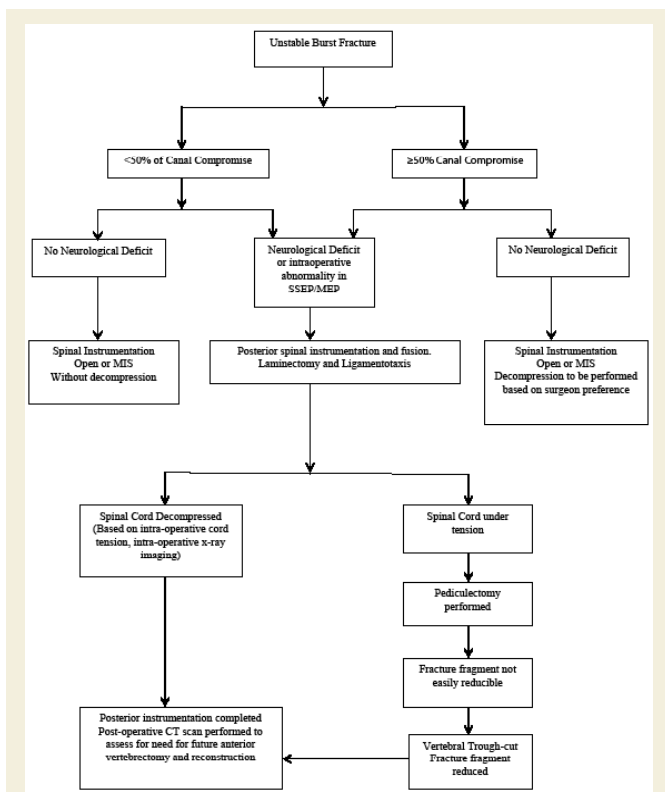 Unstable Burst Fracture
<50% of Canal Compromise
≥50% Canal Compromise
No Neurological Deficit
Neurological Deficit
or intraoperative
abnormality in
SSEP/MEP
No Neurological Deficit
Spinal Instrumentation
Open or MIS
Without decompression
Posterior spinal instrumentation and fusion.
Laminectomy and Ligamentotaxis
Spinal Instrumentation
Open or MIS
Decompression to be performed
based on surgeon preference
Spinal Cord Decompressed
(Based on intra-operative cord
tension, intra-operative x-ray
imaging)
Spinal Cord under
tension
Pediculectomy
performed
Fracture fragment not
easily reducible
Posterior instrumentation completed
Post-operative CT scan performed to
assess for need for future anterior
vertebrectomy and reconstruction
Vertebral Trough-cut
Fracture fragment
reduced